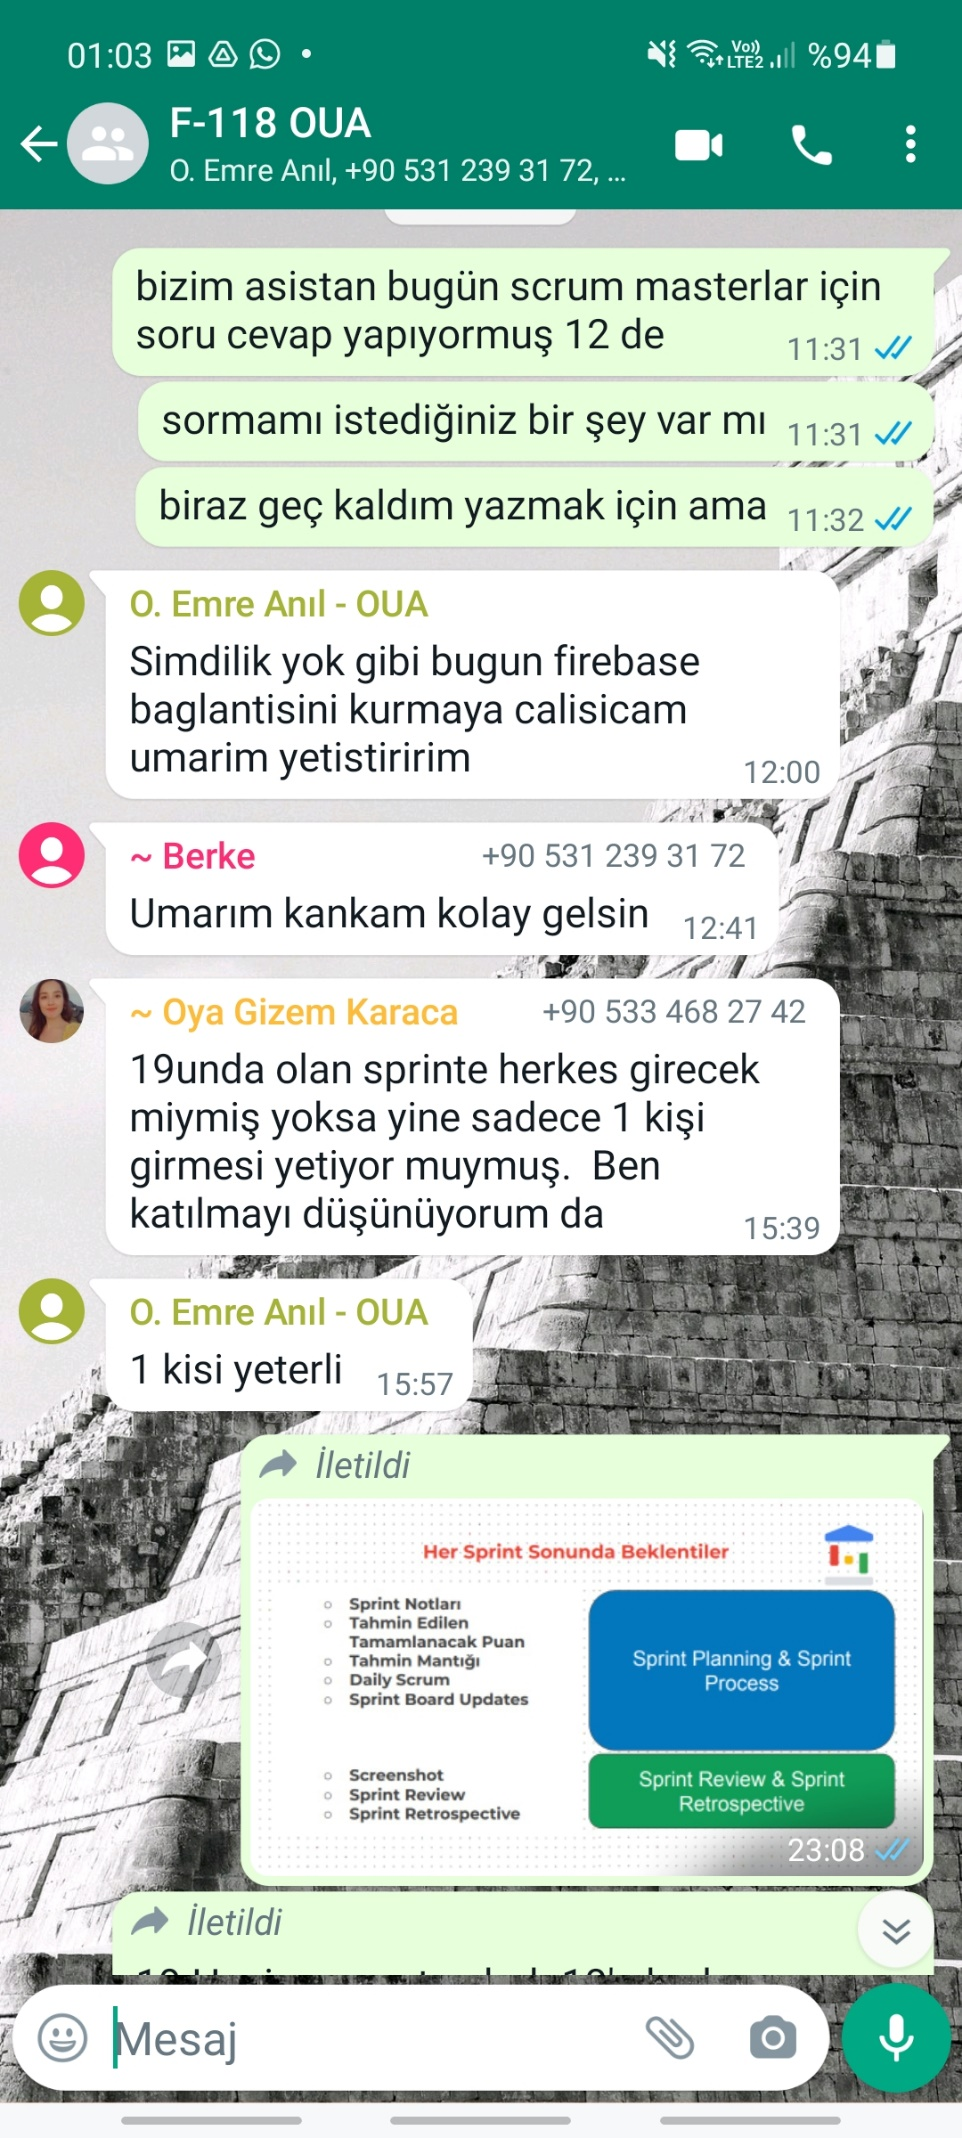 01:03
Vo))
LTE2
%94
F-118 OUA
O. Emre Anıl, +90 531 239 31 72, ...
bizim asistan bugün scrum masterlar için
soru cevap yapıyormuş 12 de
11:31
sormamı istediğiniz bir şey var mı
11:31
biraz geç kaldım yazmak için ama
11:32
O. Emre Anıl - OUA
Simdilik yok gibi bugun firebase
baglantisini kurmaya calisicam
umarim yetistiririm
12:00
~ Berke +90 531 239 31 72
Umarım kankam kolay gelsin
12:41
~ Oya Gizem Karaca +90 533 468 27 42
19unda olan sprinte herkes girecek
miymiş yoksa yine sadece 1 kişi
girmesi yetiyor muymuş.  Ben
katılmayı düşünüyorum da
15:39
O. Emre Anıl - OUA
1 kisi yeterli
15:57
İletildi
Her Sprint Sonunda Beklentiler
Sprint Notları
Tahmin Edilen
Tamamlanacak Puan
Tahmin Mantığı
Daily Scrum
Sprint Board Updates
Sprint Planning & Sprint
Process
Screenshot
Sprint Review
Sprint Retrospective
Sprint Review & Sprint
Retrospective
23:08
İletildi
Mesaj